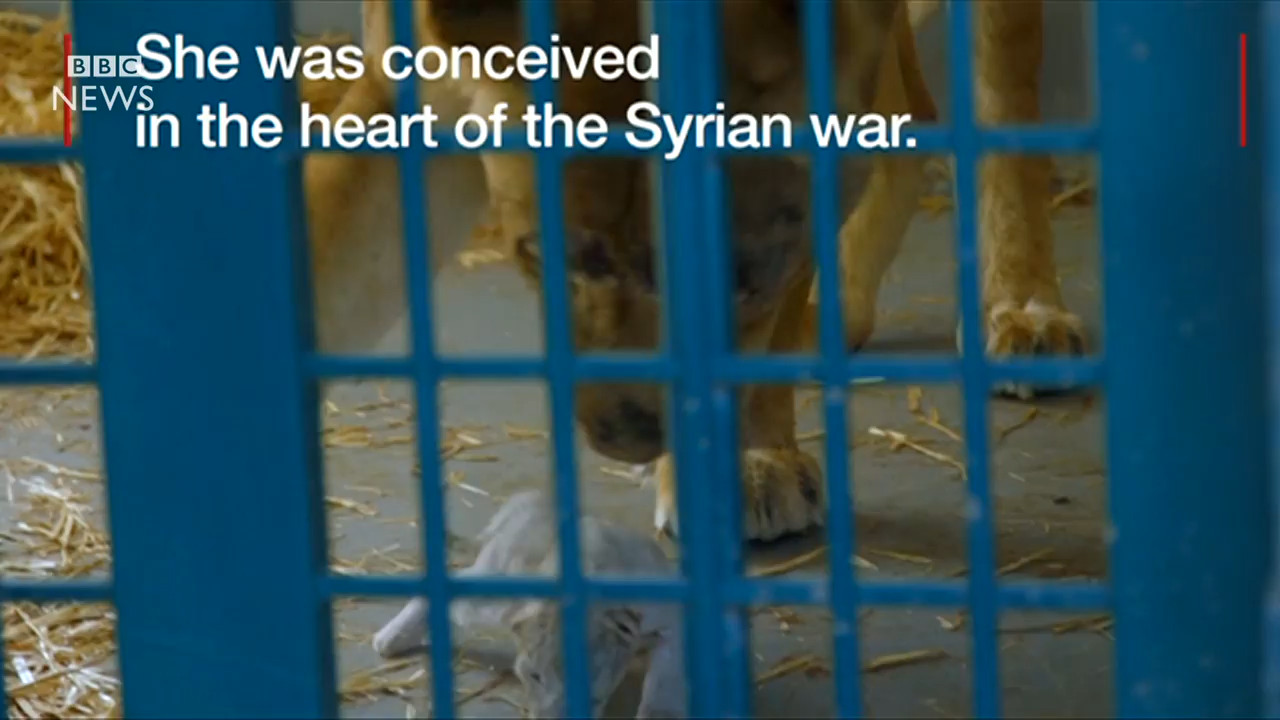 BBC
NEWS
She was conceived
in the heart of the Syrian war.